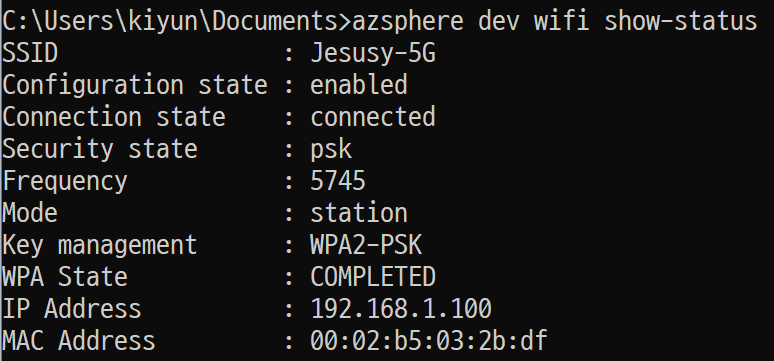 C:\Users\kiyun\Documents>azsphere dev wifi show-status
SSID                : Jesusy-5G
Configuration state : enabled
Connection state    : connected
Security state      : psk
Frequency           : 5745
Mode                : station
Key management      : WPA2-PSK
WPA State           : COMPLETED
IP Address          : 192.168.1.100
MAC Address         : 00:02:b5:03:2b:df